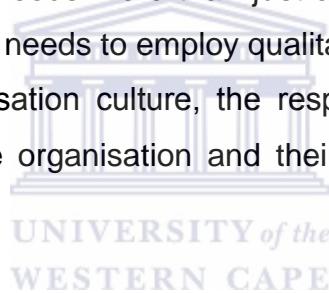 needs to employ qualita
sation culture, the resp
organisation and thei
UNIVERSITY of the
WESTERN CAPE